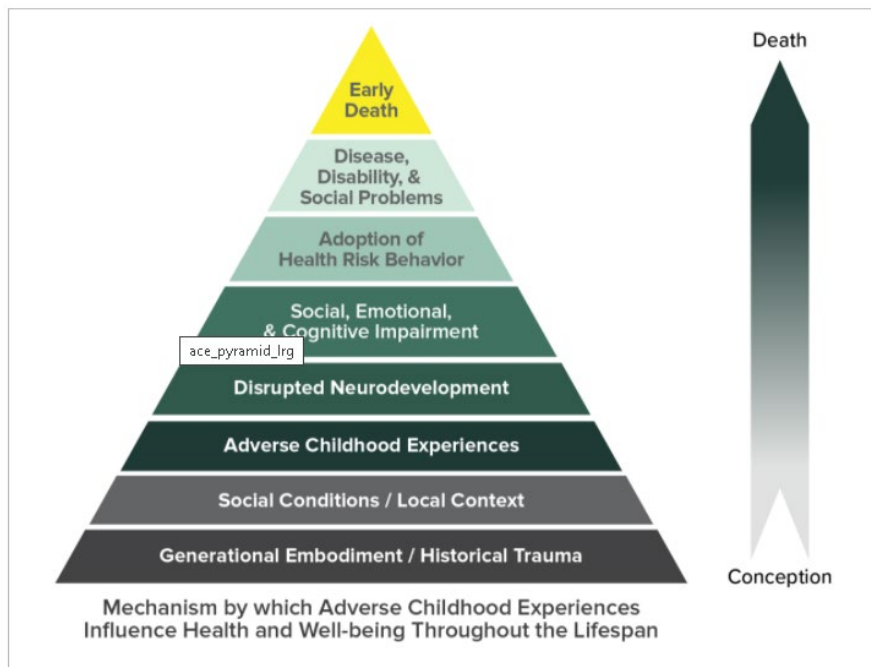 Death
Early
Death
Disease,
Disability, &
Social Problems
Adoption of
Health Risk Behavior
Social, Emotional,
& Cognitive Impairment
ace_pyramid_lrg
Disrupted Neurodevelopment
Adverse Childhood Experiences
Social Conditions / Local Context
Generational Embodiment / Historical Trauma
Conception
Mechanism by which Adverse Childhood Experiences
Influence Health and Well-being Throughout the Lifespan